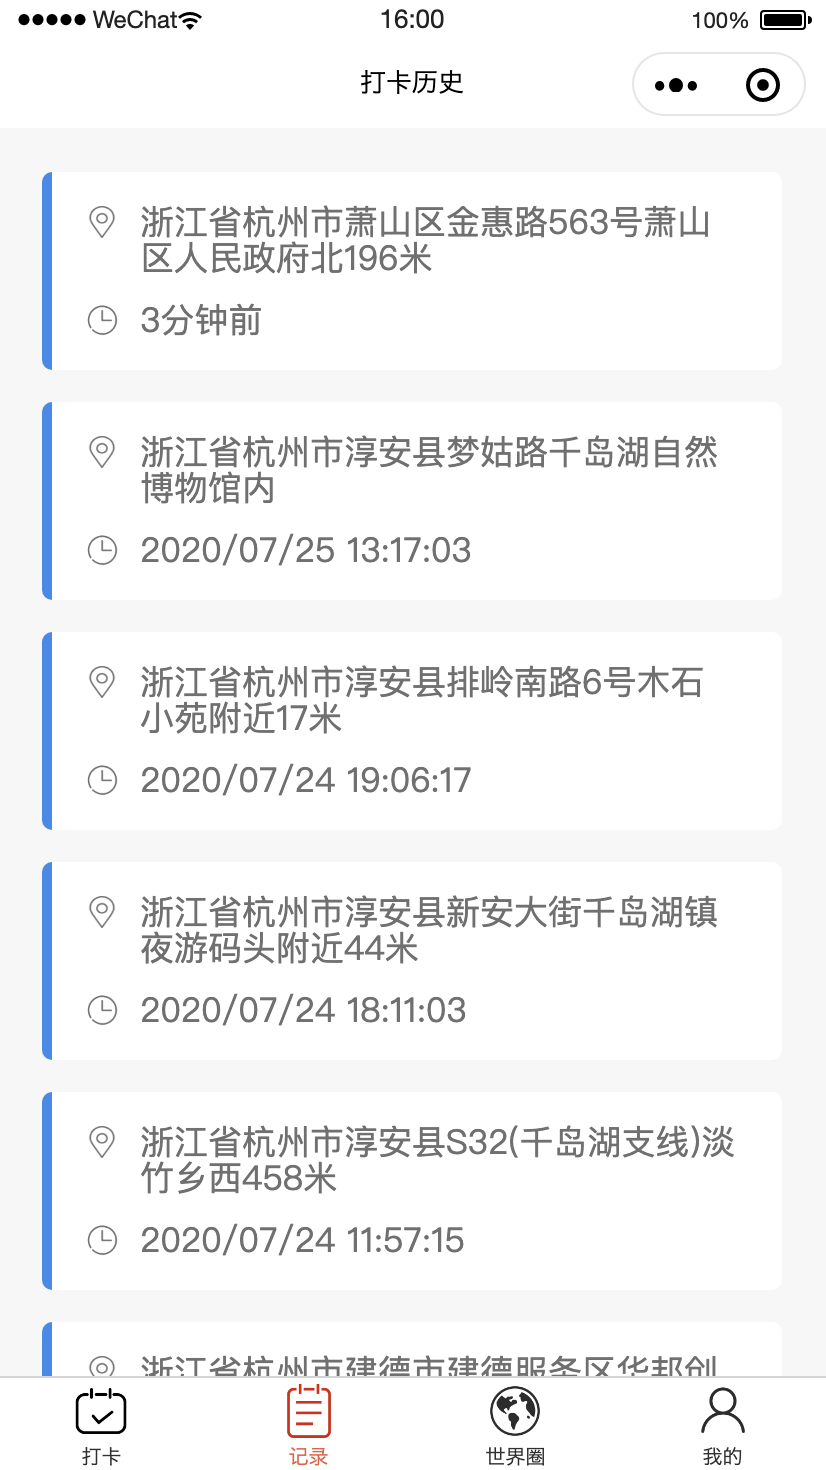 ●●●●● WeChat 16:00 100%
打卡历史
浙江省杭州市萧山区金惠路563号萧山
区人民政府北196米
3分钟前
浙江省杭州市淳安县梦姑路千岛湖自然
博物馆内
2020/07/25 13:17:03
浙江省杭州市淳安县排岭南路6号木石
小苑附近17米
2020/07/24 19:06:17
浙江省杭州市淳安县新安大街千岛湖镇
夜游码头附近44米
2020/07/24 18:11:03
浙江省杭州市淳安县S32(千岛湖支线)淡
竹乡西458米
2020/07/24 11:57:15
浙江省杭州市建德市建德服务区华邦创
打卡 记录 世界圈 我的